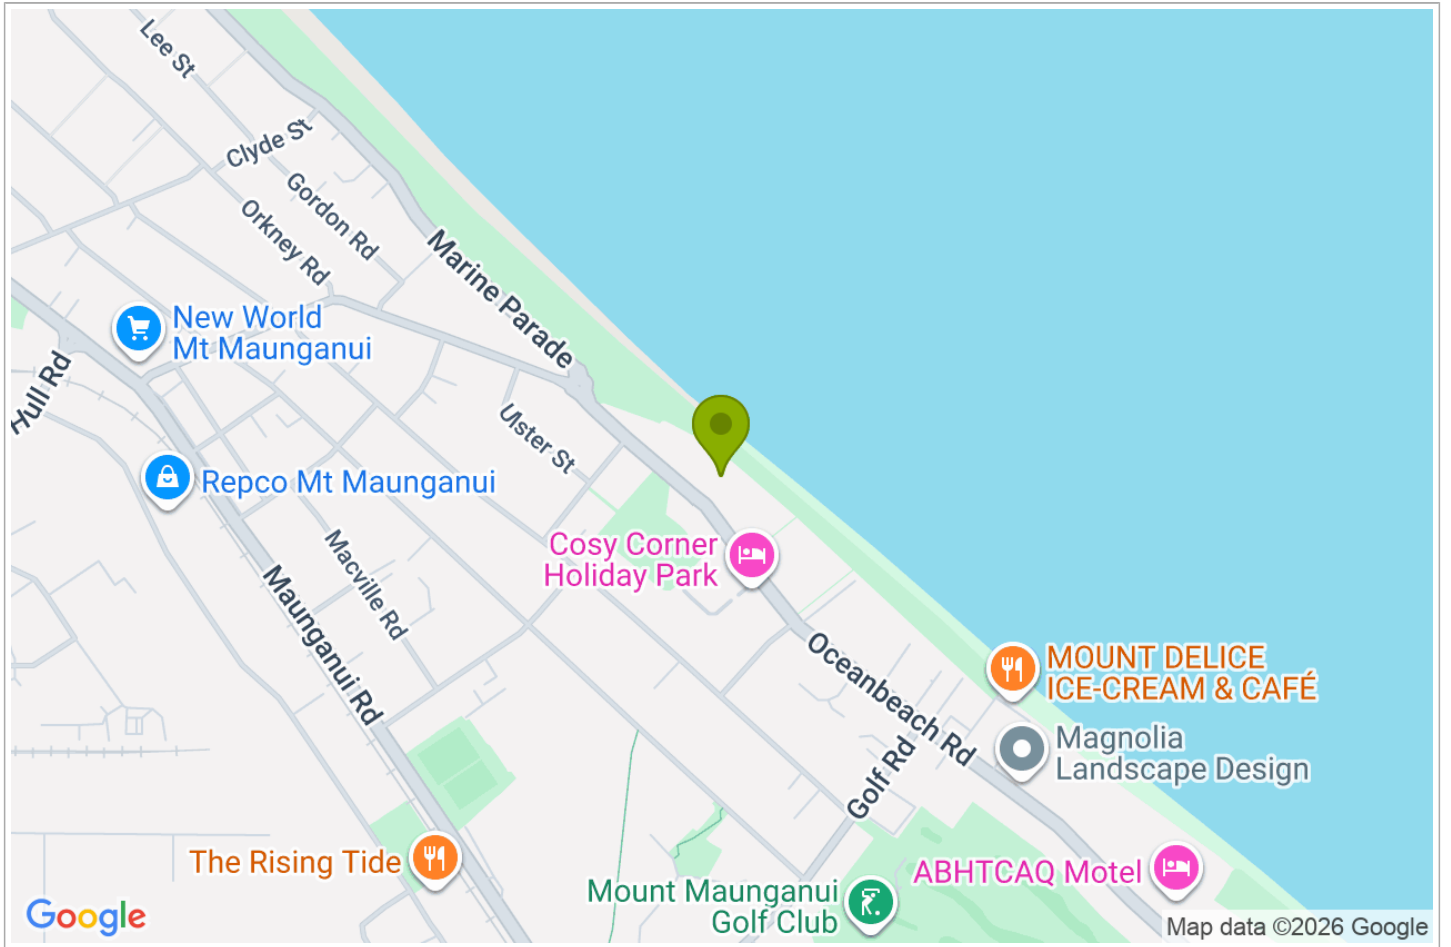 Lee St
Clyde St
Gordon Rd
Orkney Rd
Marine Parade
New World
Mt Maunganui
Hull Rd
Ulster St
Repco Mt Maunganui
Cosy Corner
Holiday Park
Macville Rd
Maunganui Rd
Oceanbeach Rd
MOUNT DELICE
ICE-CREAM & CAFÉ
Magnolia
Landscape Design
Golf Rd
The Rising Tide
ABHTCAQ Motel
Mount Maunganui
Golf Club
Google
Map data ©2026 Google